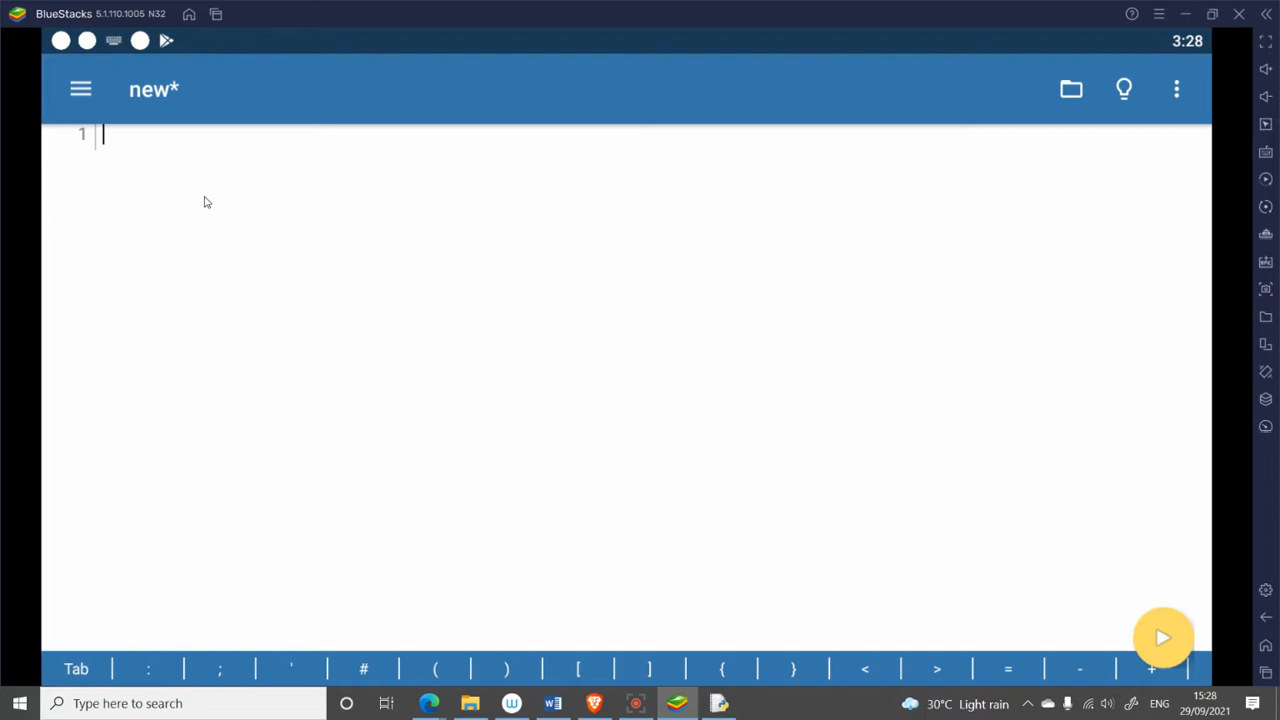 BlueStacks 5.1.110.1005 N32
3:28
new*
1
Tab : ; ' # ( ) [ ] { } < > = - +
Type here to search
30°C Light rain
ENG
15:28
29/09/2021